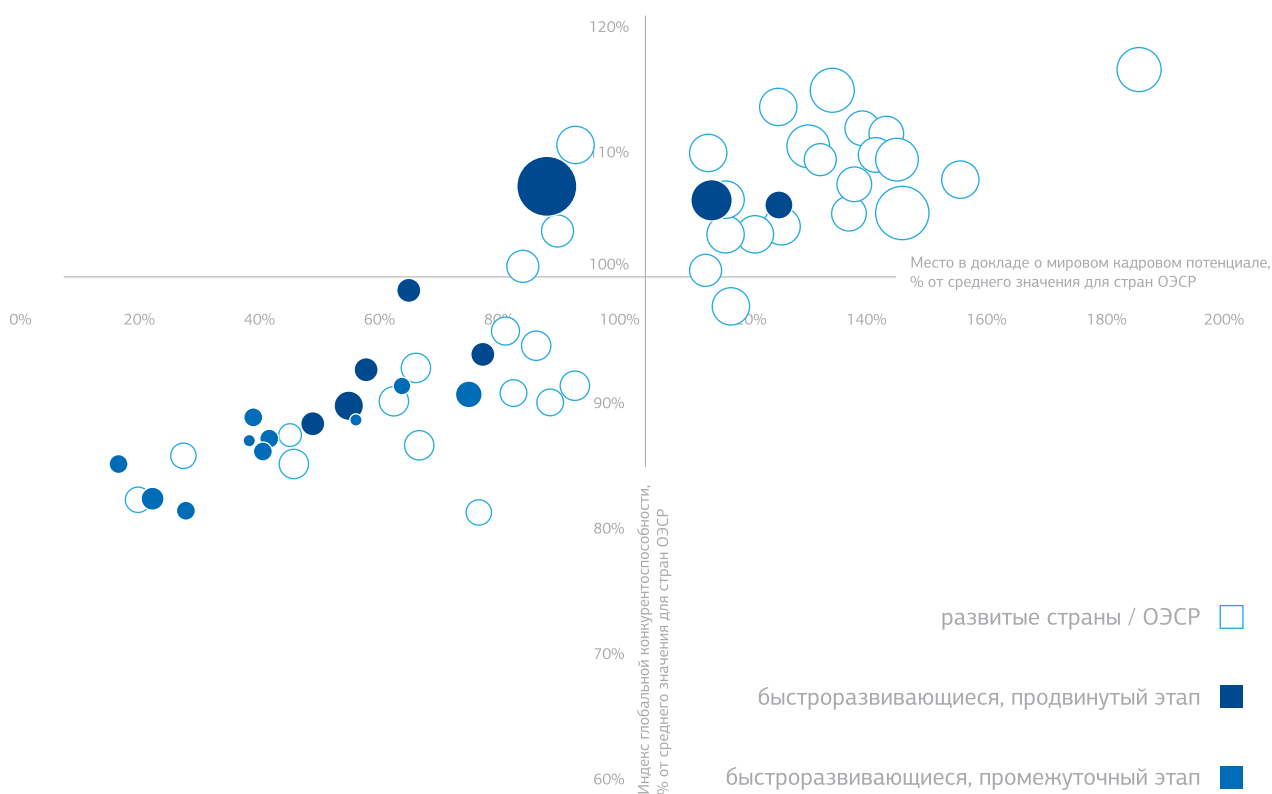 120%
110%
100%
Место в докладе о мировом кадровом потенциале,
% от среднего значения для стран ОЭСР
0% 20% 40% 60% 80% 100% 120% 140% 160% 180% 200%
90%
80%
70%
60%
Индекс глобальной конкурентоспособности,
% от среднего значения для стран ОЭСР
развитые страны / ОЭСР
быстроразвивающиеся, продвинутый этап
быстроразвивающиеся, промежуточный этап